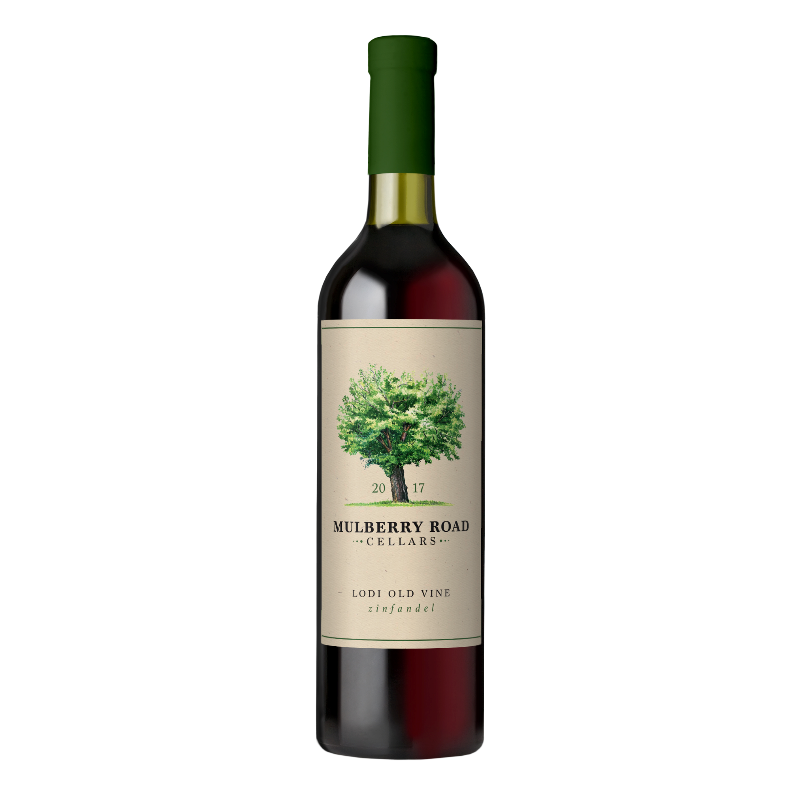 20 17
MULBERRY ROAD
CELLARS
LODI OLD VINE
zinfandel